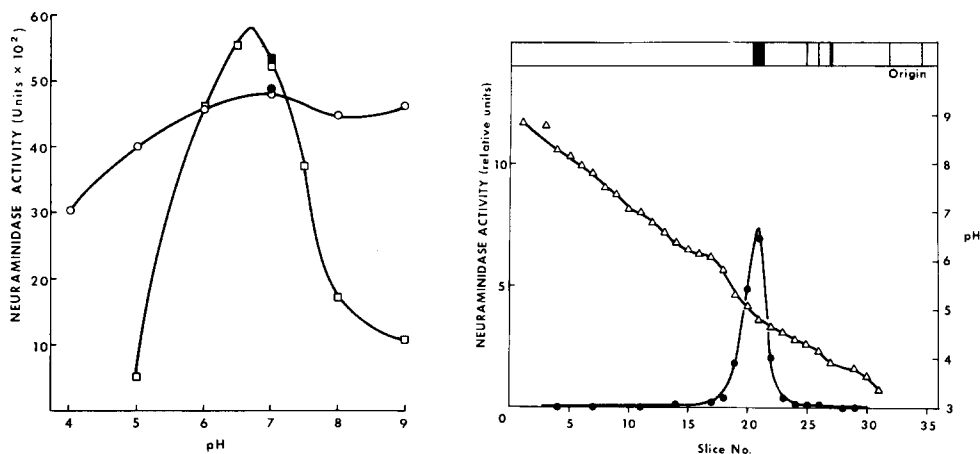 NEURAMINIDASE ACTIVITY (Units × 10²)
60
50
40
30
20
10
4 5 6 7 8 9
pH
Origin
NEURAMINIDASE ACTIVITY (relative units)
10
5
0
9
8
7
6
5
4
3
pH
5 10 15 20 25 30 35
Slice No.